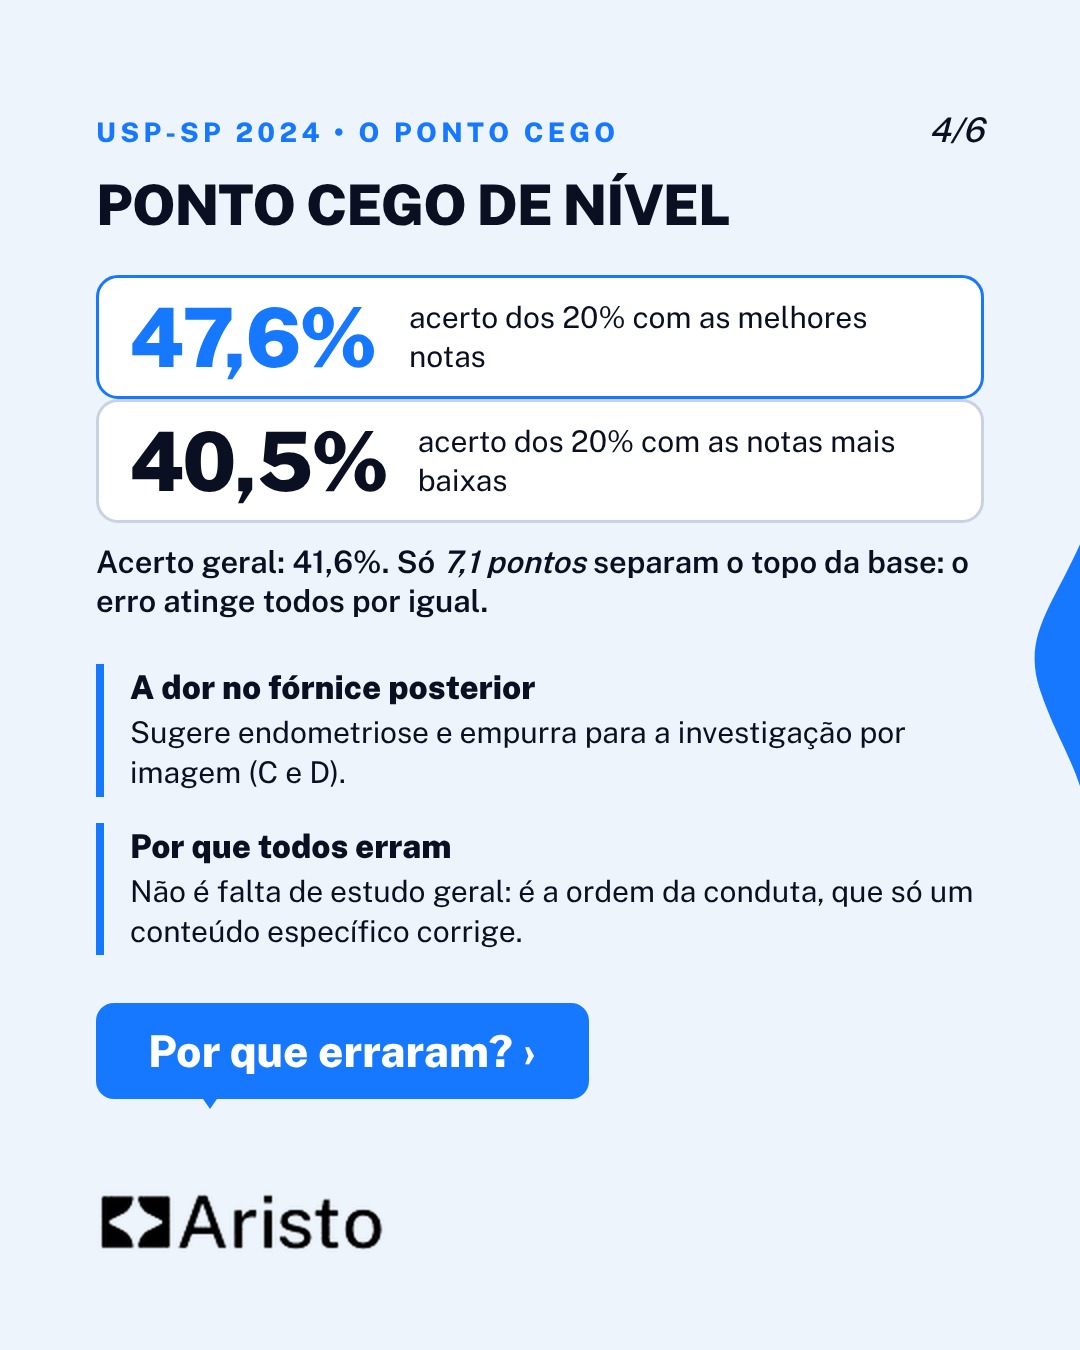 USP-SP 2024 • O PONTO CEGO
4/6
PONTO CEGO DE NÍVEL
47,6%
acerto dos 20% com as melhores
notas
40,5%
acerto dos 20% com as notas mais
baixas
Acerto geral: 41,6%. Só 7,1 pontos separam o topo da base: o
erro atinge todos por igual.
A dor no fórnice posterior
Sugere endometriose e empurra para a investigação por
imagem (C e D).
Por que todos erram
Não é falta de estudo geral: é a ordem da conduta, que só um
conteúdo específico corrige.
Por que erraram? ›
Aristo